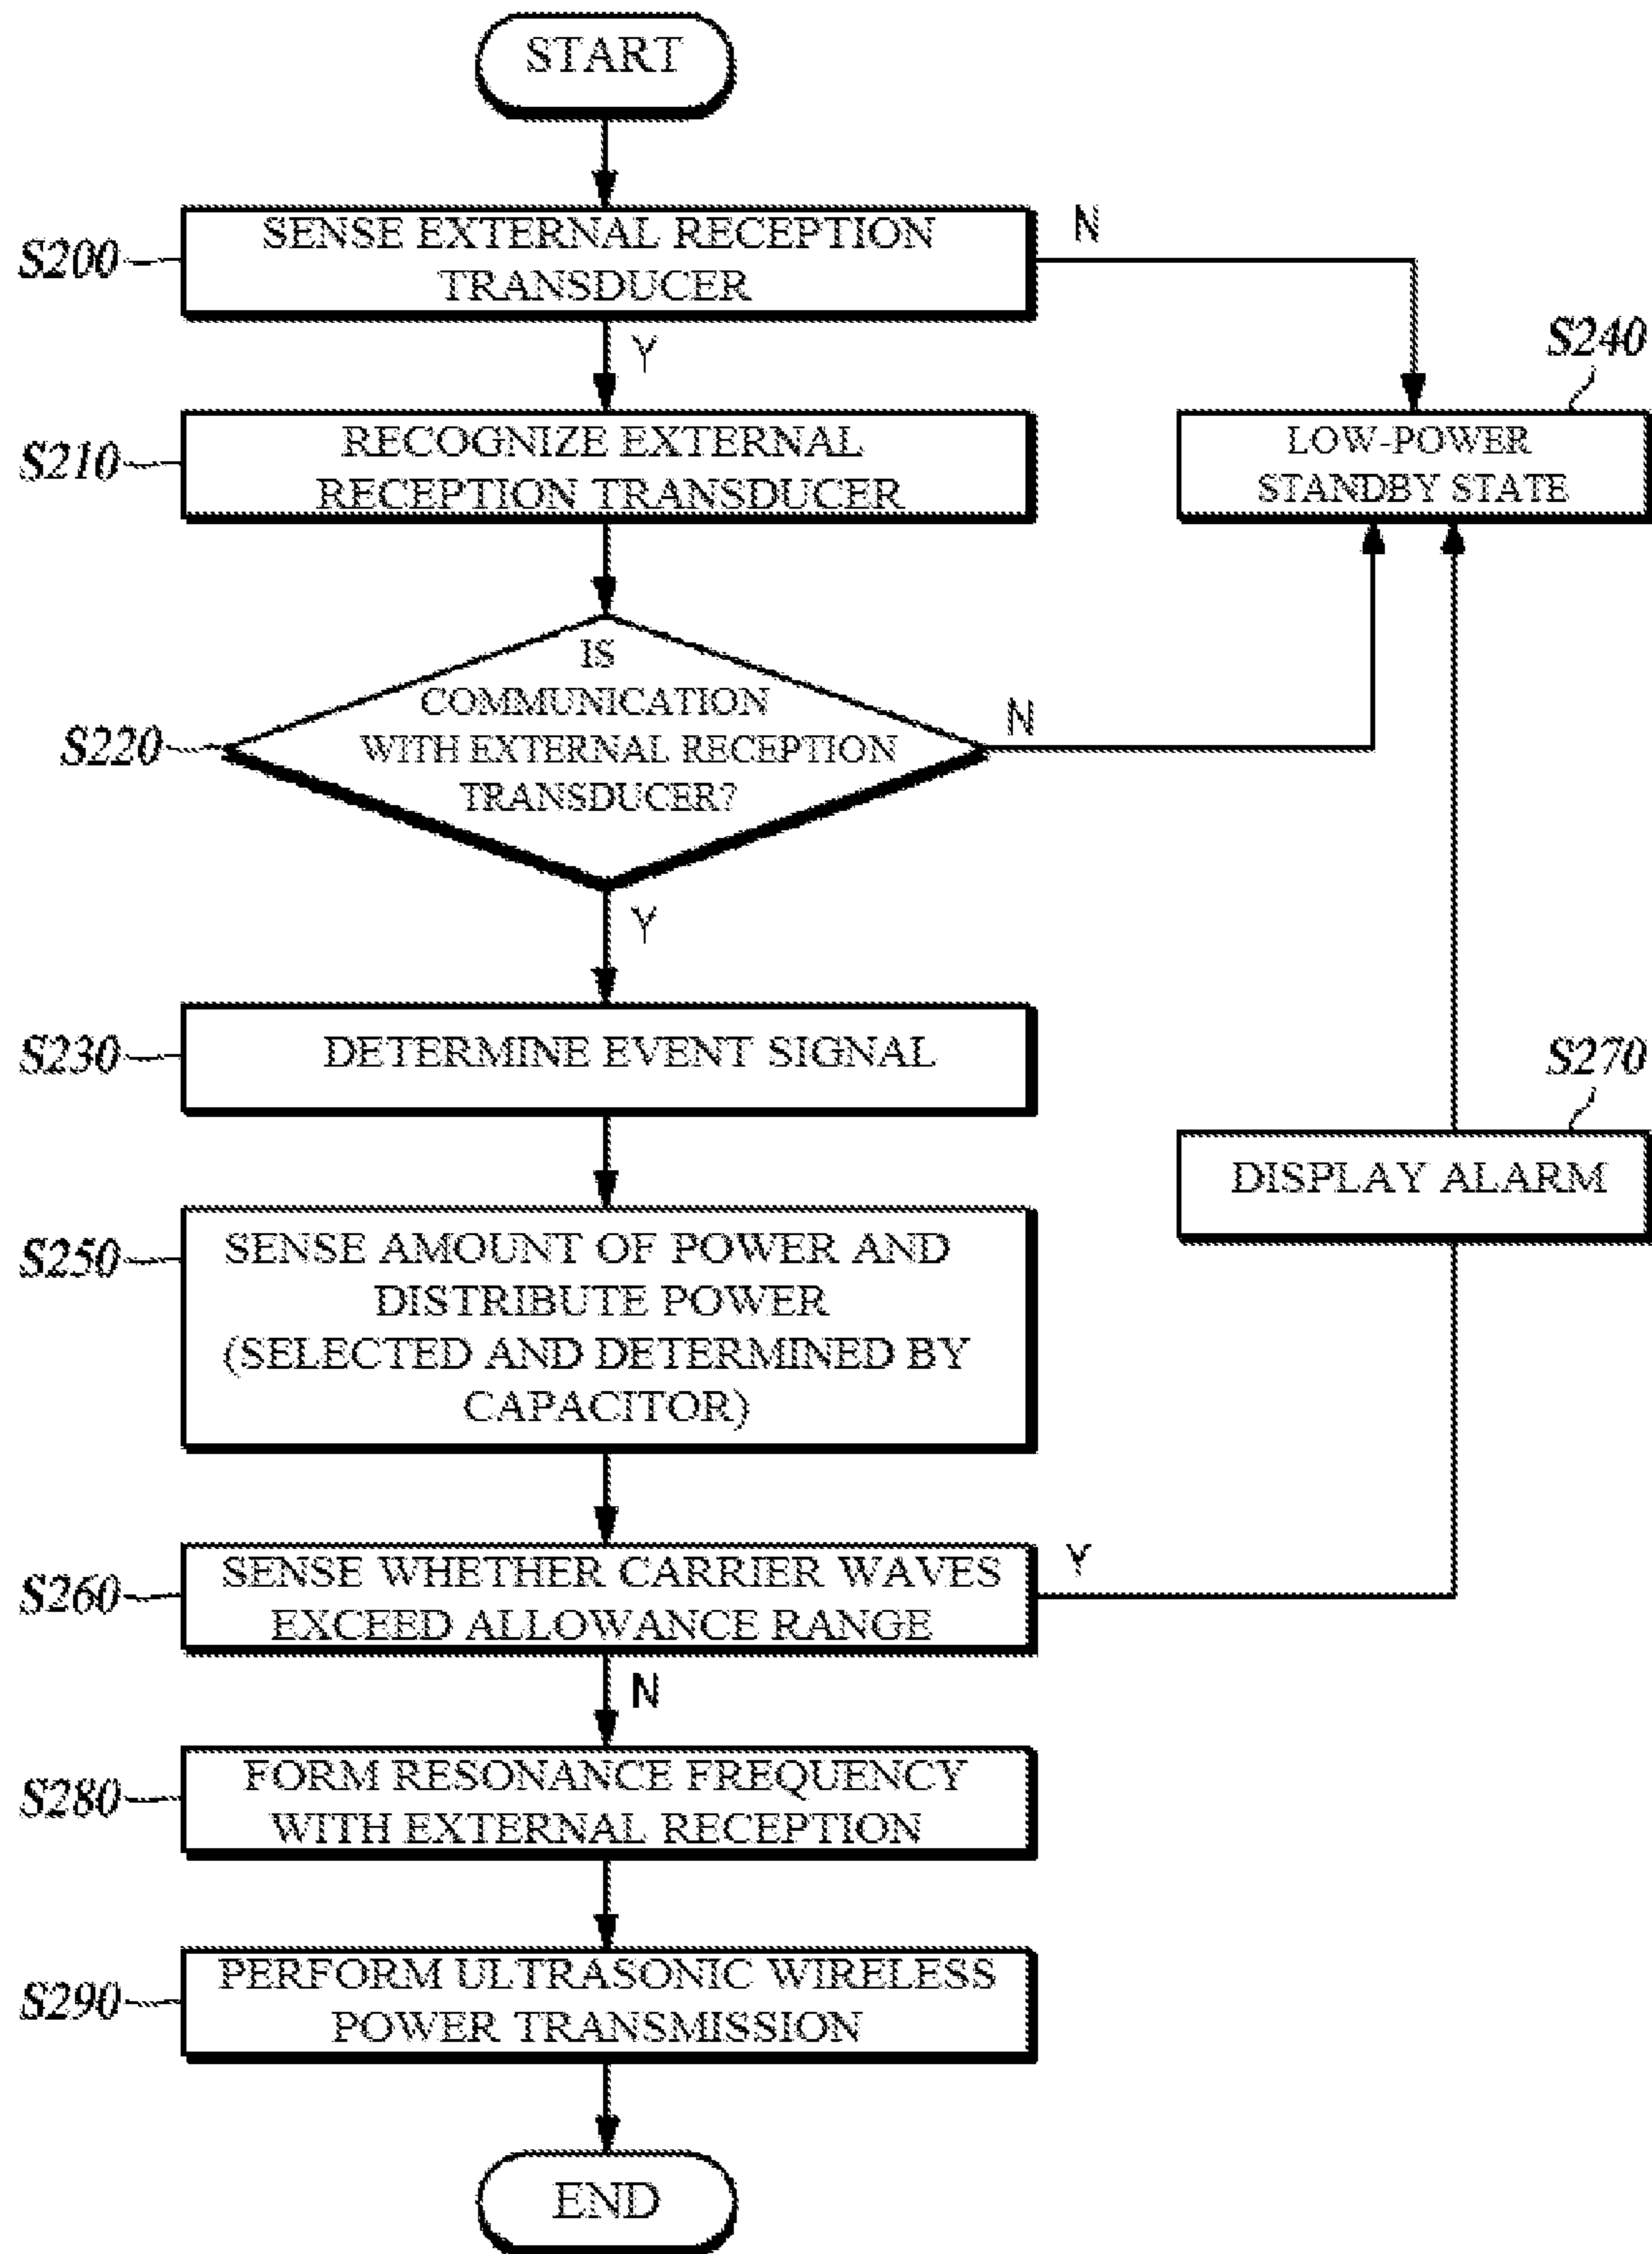 START
S200
SENSE EXTERNAL RECEPTION
TRANSDUCER
N
Y
S210
RECOGNIZE EXTERNAL
RECEPTION TRANSDUCER
S240
LOW-POWER
STANDBY STATE
S220
IS
COMMUNICATION
WITH EXTERNAL RECEPTION
TRANSDUCER?
N
Y
S230
DETERMINE EVENT SIGNAL
S270
DISPLAY ALARM
S250
SENSE AMOUNT OF POWER AND
DISTRIBUTE POWER
(SELECTED AND DETERMINED BY
CAPACITOR)
S260
SENSE WHETHER CARRIER WAVES
EXCEED ALLOWANCE RANGE
Y
N
S280
FORM RESONANCE FREQUENCY
WITH EXTERNAL RECEPTION
S290
PERFORM ULTRASONIC WIRELESS
POWER TRANSMISSION
END